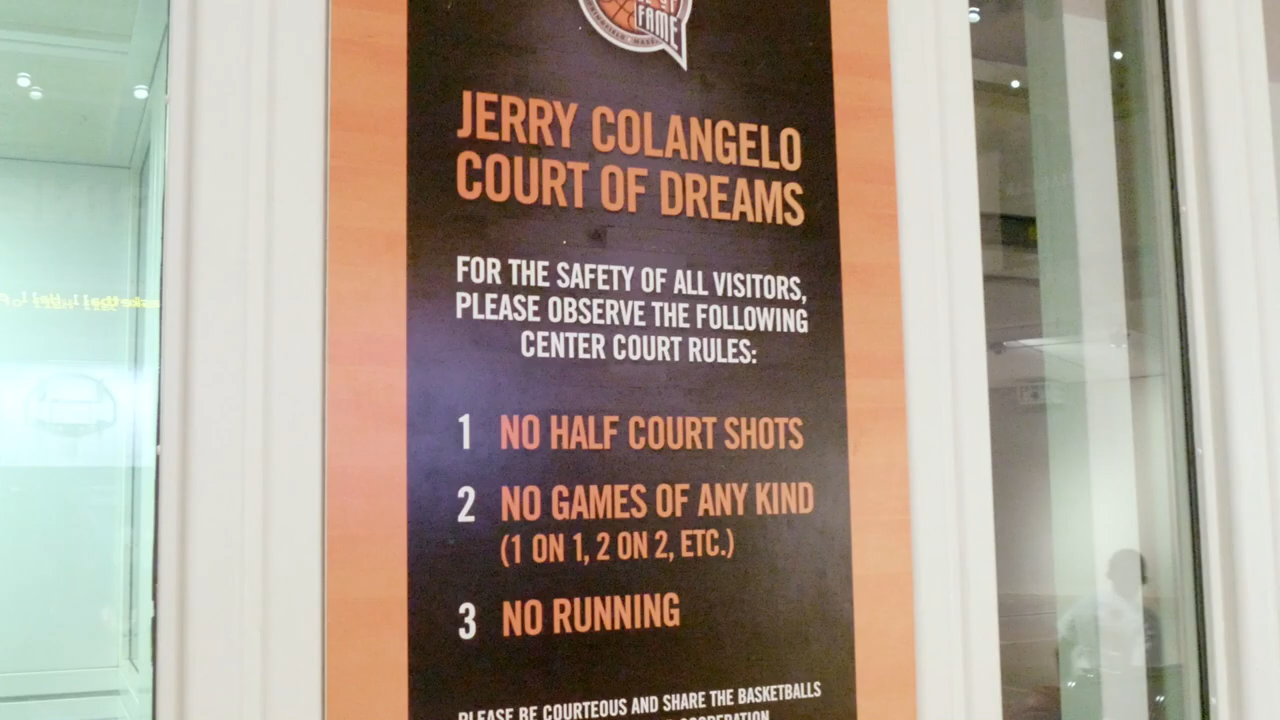 FAME
JERRY COLANGELO
COURT OF DREAMS
FOR THE SAFETY OF ALL VISITORS,
PLEASE OBSERVE THE FOLLOWING
CENTER COURT RULES:
1 NO HALF COURT SHOTS
2 NO GAMES OF ANY KIND
(1 ON 1, 2 ON 2, ETC.)
3 NO RUNNING
PLEASE BE COURTEOUS AND SHARE THE BASKETBALLS